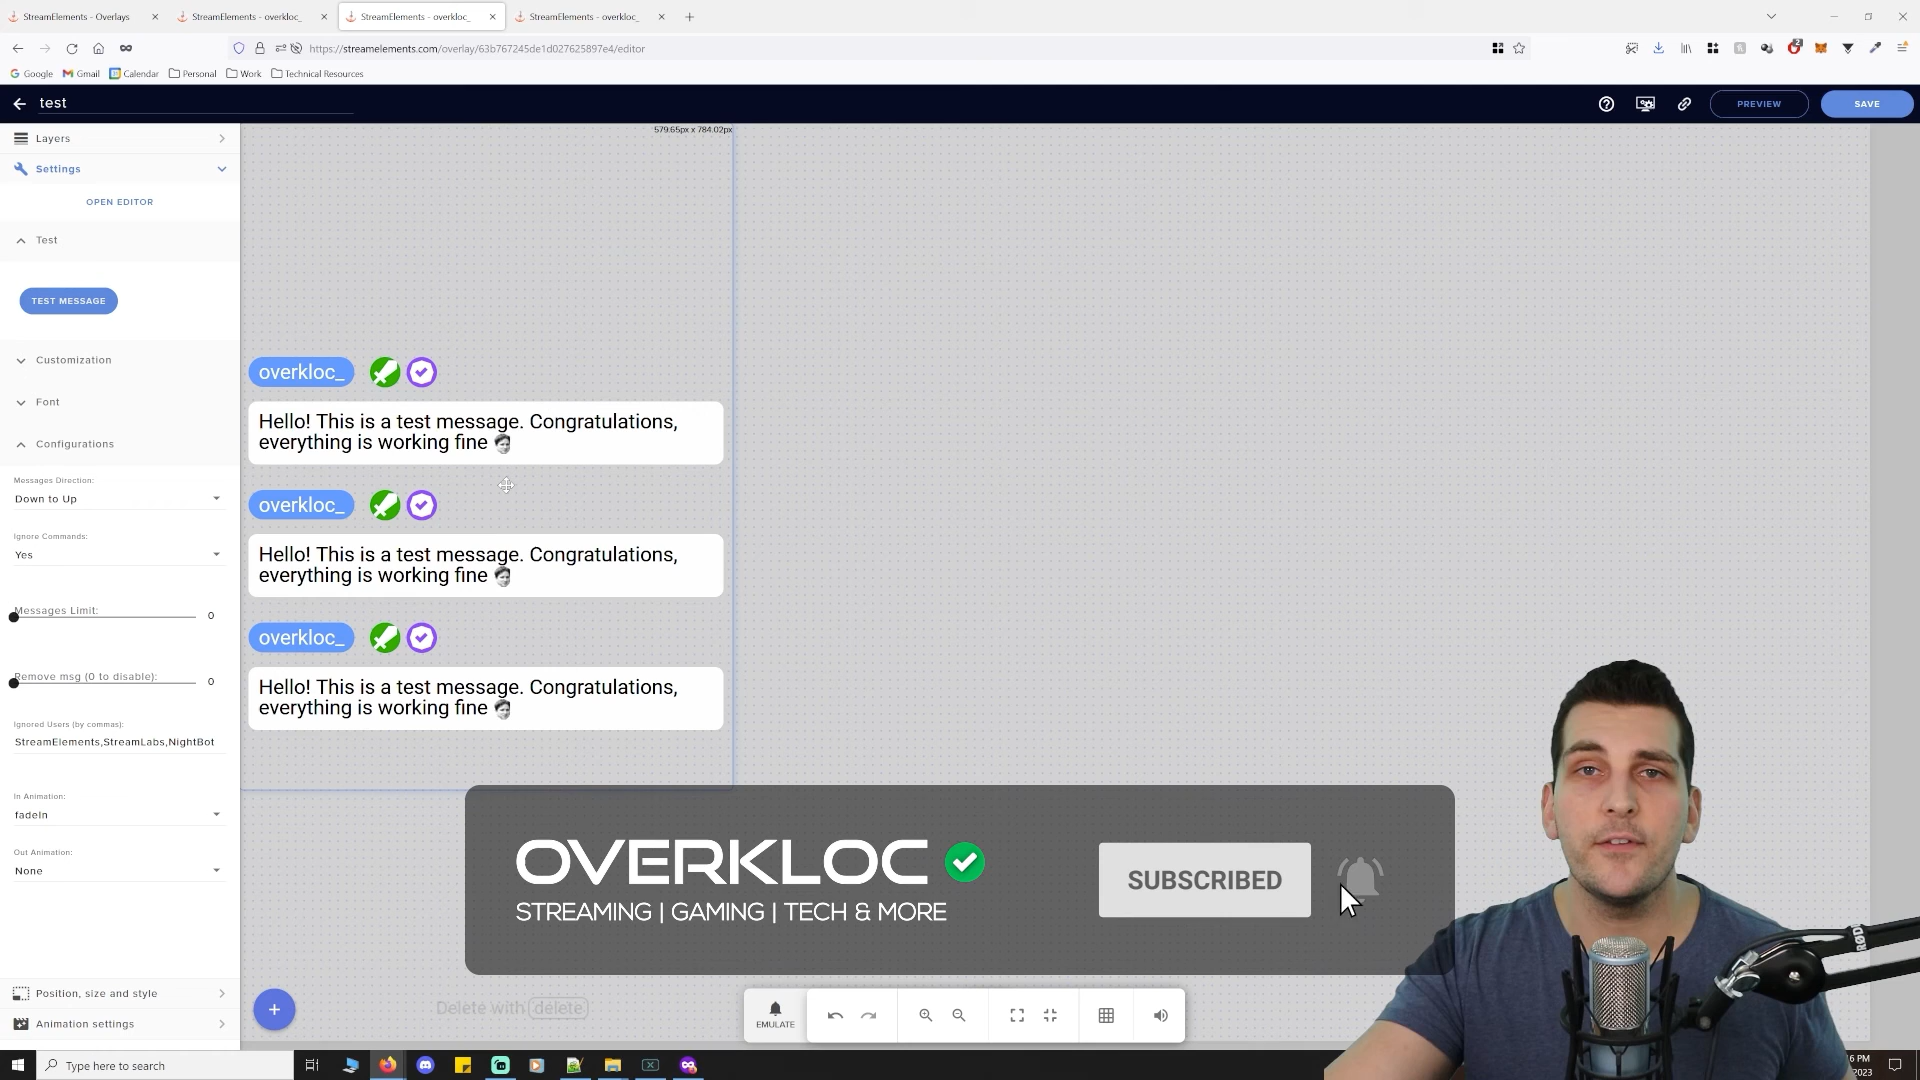 StreamElements - Overlays
StreamElements - overkloc_
StreamElements - overkloc_
StreamElements - overkloc_
https://streamelements.com/overlay/63b767245de1d027625897e4/editor
2
Google
Gmail
Calendar
Personal
Work
Technical Resources
test
PREVIEW
SAVE
Layers
Settings
OPEN EDITOR
Test
TEST MESSAGE
Customization
Font
Configurations
Messages Direction:
Down to Up
Ignore Commands:
Yes
Messages Limit:
0
Remove msg (0 to disable):
0
Ignored Users (by commas):
StreamElements,StreamLabs,NightBot
In Animation:
fadeIn
Out Animation:
None
Position, size and style
Animation settings
579.65px x 784.02px
overkloc_
Hello! This is a test message. Congratulations,
everything is working fine
overkloc_
Hello! This is a test message. Congratulations,
everything is working fine
overkloc_
Hello! This is a test message. Congratulations,
everything is working fine
OVERKLOC
STREAMING | GAMING | TECH & MORE
SUBSCRIBED
Delete with delete
EMULATE
RØDE
Type here to search
6 PM
2023